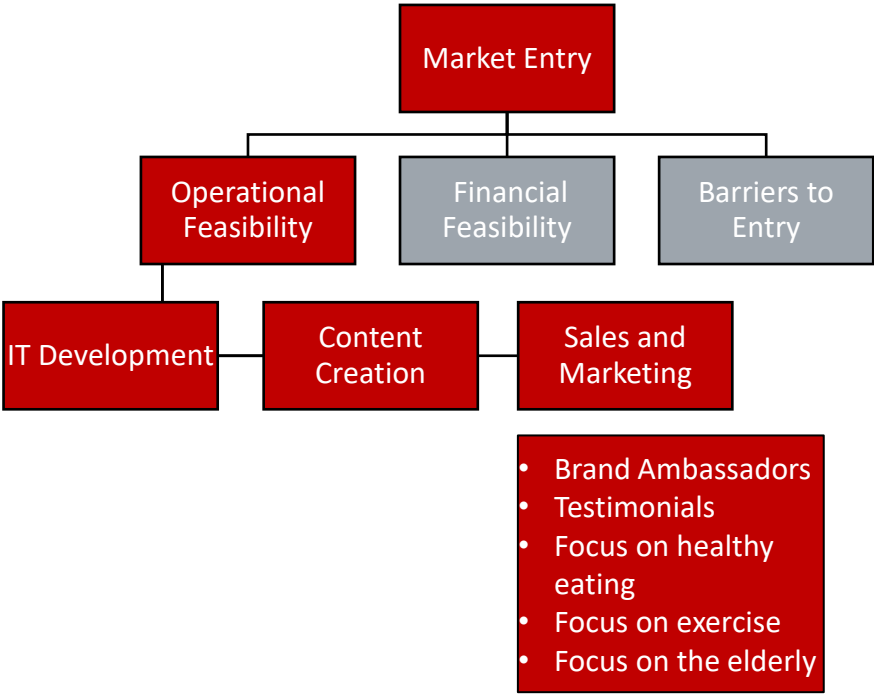 Market Entry
Operational
Feasibility
Financial
Feasibility
Barriers to
Entry
IT Development
Content
Creation
Sales and
Marketing
• Brand Ambassadors
• Testimonials
• Focus on healthy
eating
• Focus on exercise
• Focus on the elderly